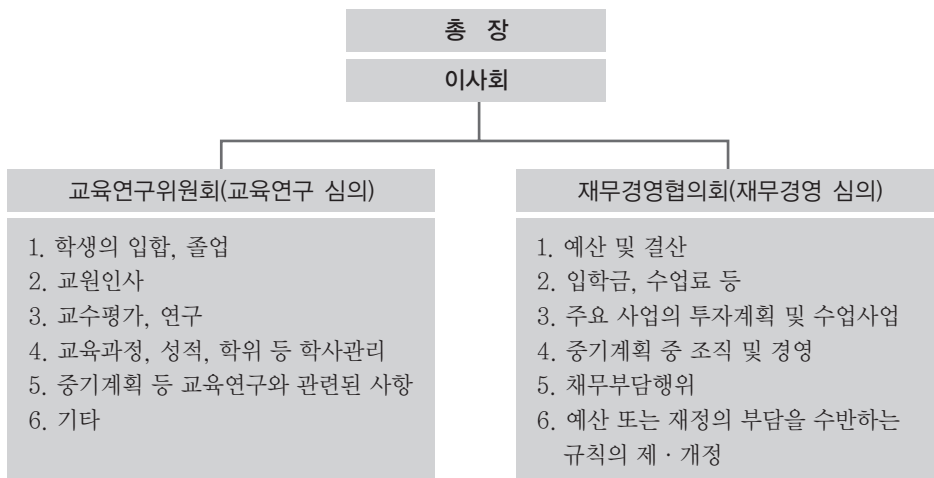 총 장
이사회
교육연구위원회(교육연구 심의)
1. 학생의 입합, 졸업
2. 교원인사
3. 교수평가, 연구
4. 교육과정, 성적, 학위 등 학사관리
5. 중기계획 등 교육연구와 관련된 사항
6. 기타
재무경영협의회(재무경영 심의)
1. 예산 및 결산
2. 입학금, 수업료 등
3. 주요 사업의 투자계획 및 수업사업
4. 중기계획 중 조직 및 경영
5. 채무부담행위
6. 예산 또는 재정의 부담을 수반하는
규칙의 제 · 개정